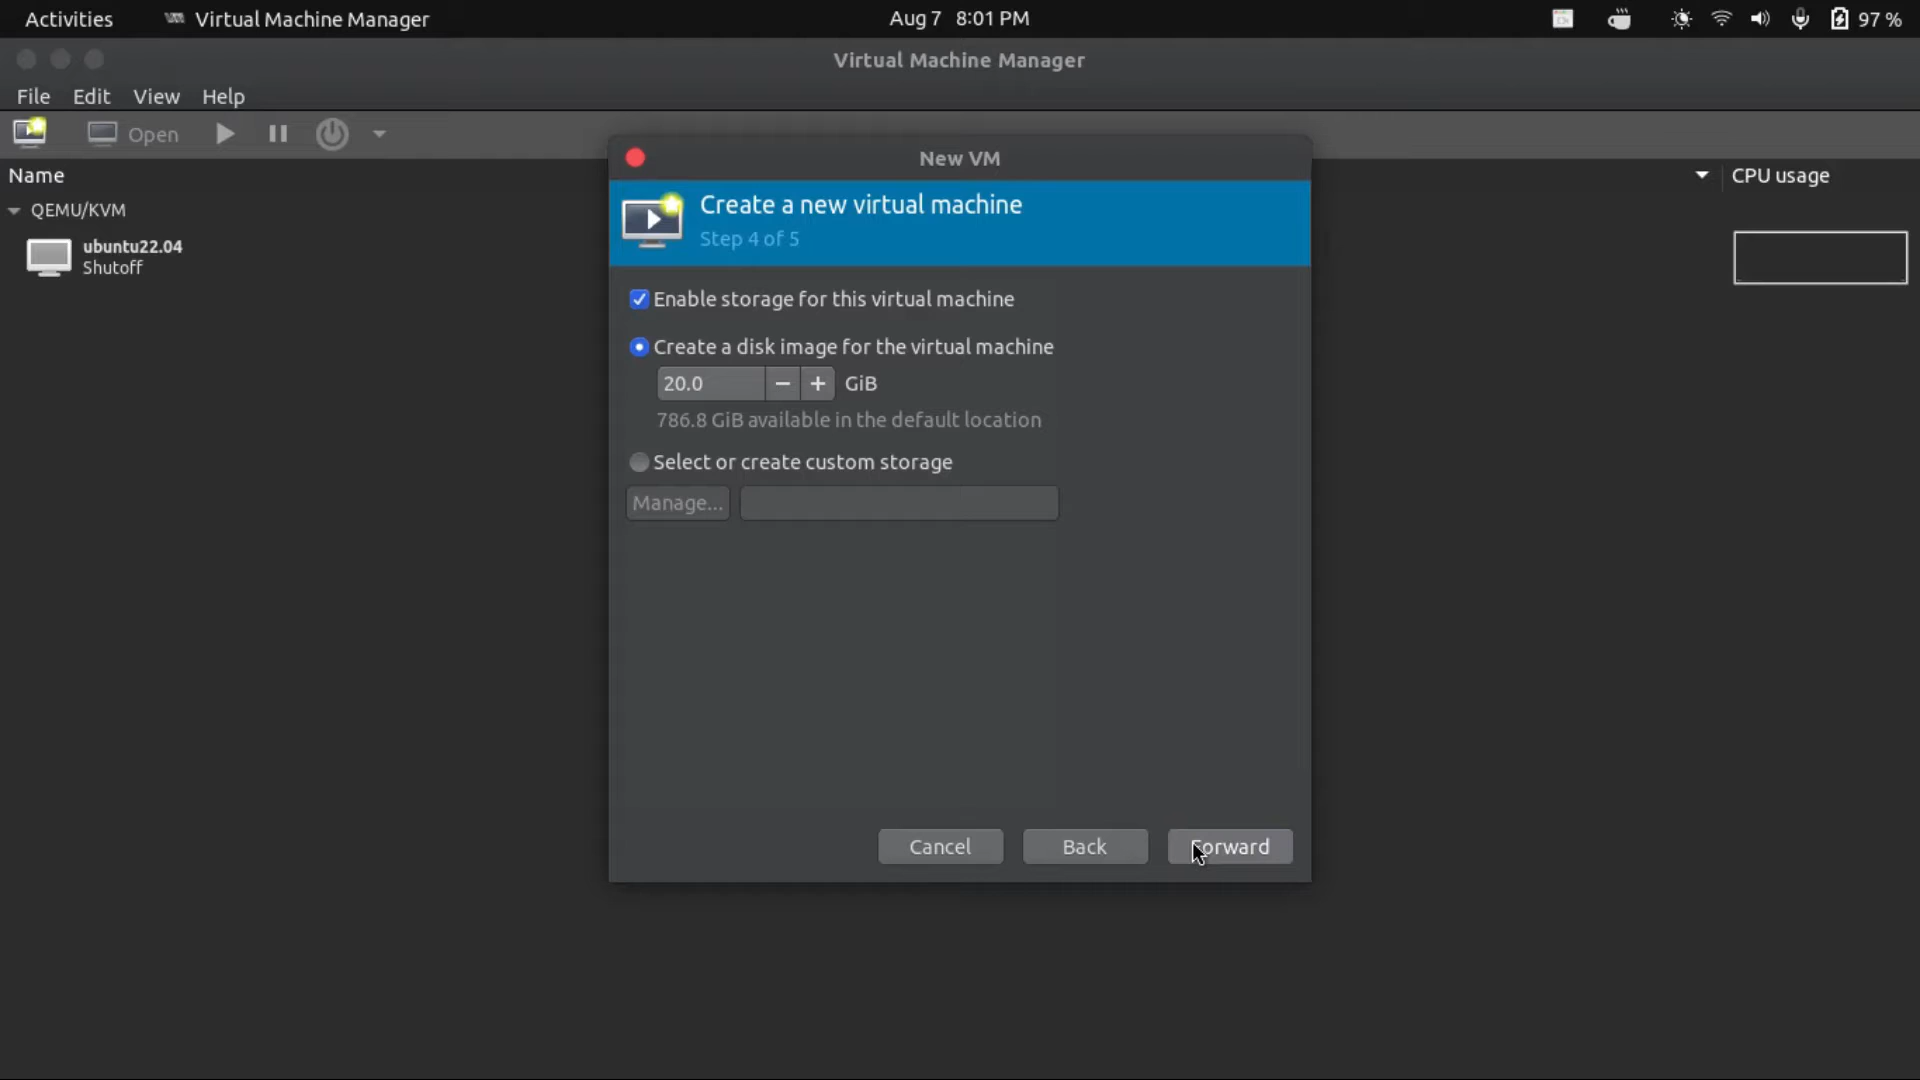 Activities Virtual Machine Manager Aug 7 8:01 PM 97 %
Virtual Machine Manager
File Edit View Help
Open
New VM
Name CPU usage
QEMU/KVM
Create a new virtual machine
Step 4 of 5
ubuntu22.04
Shutoff
Enable storage for this virtual machine
Create a disk image for the virtual machine
20.0 − + GiB
786.8 GiB available in the default location
Select or create custom storage
Manage...
Cancel Back Forward